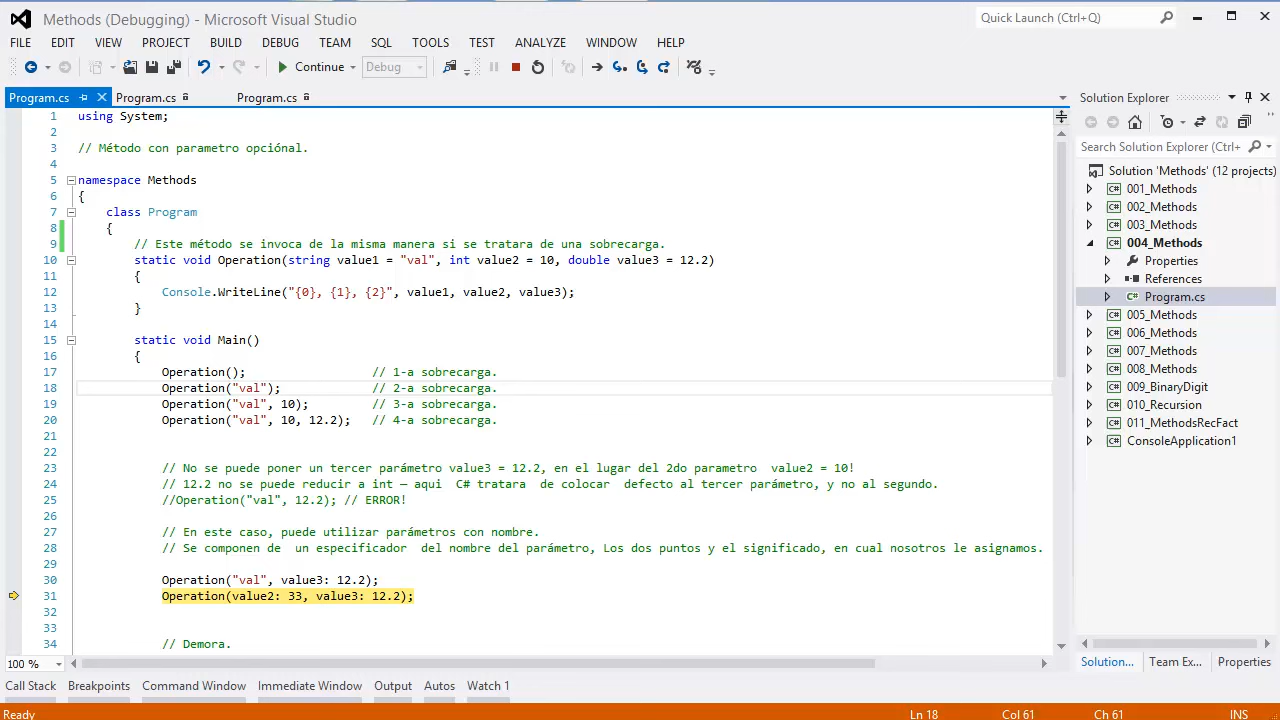 Methods (Debugging) - Microsoft Visual Studio
Quick Launch (Ctrl+Q)
FILE EDIT VIEW PROJECT BUILD DEBUG TEAM SQL TOOLS TEST ANALYZE WINDOW HELP
Continue Debug
Program.cs Program.cs Program.cs
Solution Explorer
Search Solution Explorer (Ctrl+
1 using System;
2
3 // Método con parametro opciónal.
4
5 namespace Methods
6 {
7 class Program
8 {
9 // Este método se invoca de la misma manera si se tratara de una sobrecarga.
10 static void Operation(string value1 = "val", int value2 = 10, double value3 = 12.2)
11 {
12 Console.WriteLine("{0}, {1}, {2}", value1, value2, value3);
13 }
14
15 static void Main()
16 {
17 Operation(); // 1-a sobrecarga.
18 Operation("val"); // 2-a sobrecarga.
19 Operation("val", 10); // 3-a sobrecarga.
20 Operation("val", 10, 12.2); // 4-a sobrecarga.
21
22
23 // No se puede poner un tercer parámetro value3 = 12.2, en el lugar del 2do parametro value2 = 10!
24 // 12.2 no se puede reducir a int – aqui C# tratara de colocar defecto al tercer parámetro, y no al segundo.
25 //Operation("val", 12.2); // ERROR!
26
27 // En este caso, puede utilizar parámetros con nombre.
28 // Se componen de un especificador del nombre del parámetro, Los dos puntos y el significado, en cual nosotros le asignamos.
29
30 Operation("val", value3: 12.2);
31 Operation(value2: 33, value3: 12.2);
32
33
34 // Demora.
Solution 'Methods' (12 projects)
001_Methods
002_Methods
003_Methods
004_Methods
Properties
References
Program.cs
005_Methods
006_Methods
007_Methods
008_Methods
009_BinaryDigit
010_Recursion
011_MethodsRecFact
ConsoleApplication1
100 %
Solution... Team Ex... Properties
Call Stack Breakpoints Command Window Immediate Window Output Autos Watch 1
Ready Ln 18 Col 61 Ch 61 INS